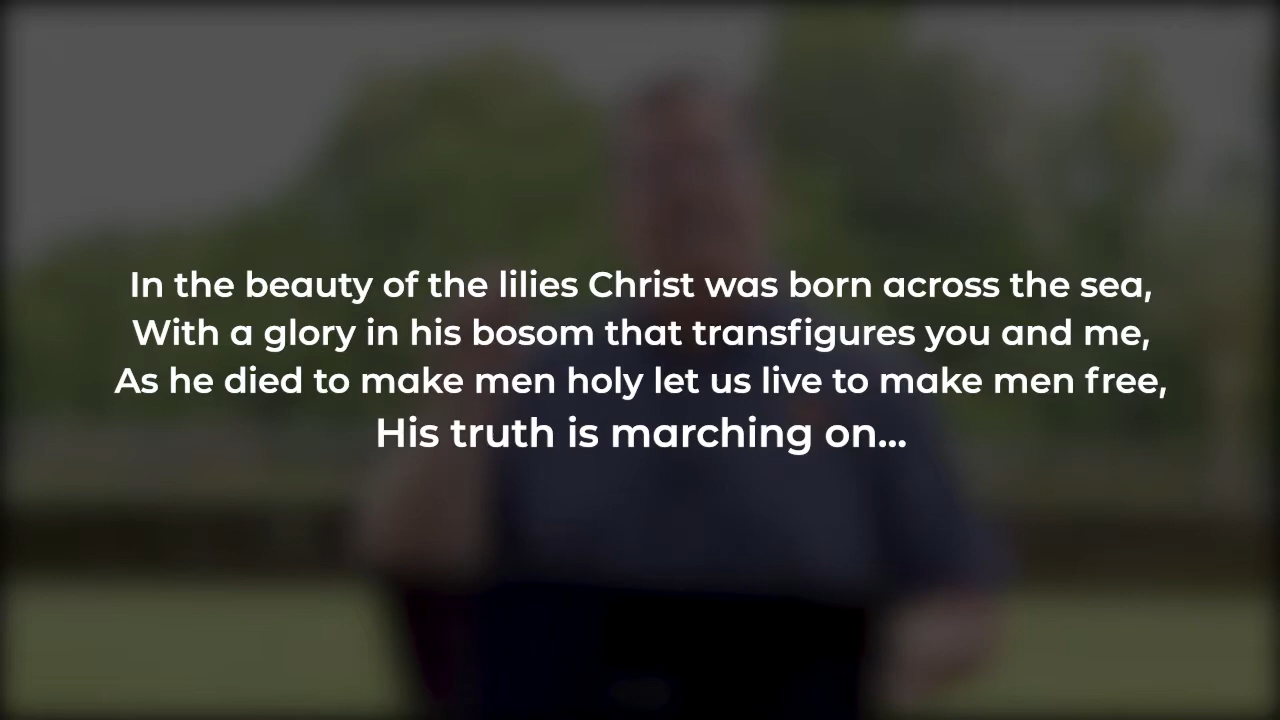 In the beauty of the lilies Christ was born across the sea,
With a glory in his bosom that transfigures you and me,
As he died to make men holy let us live to make men free,
His truth is marching on...